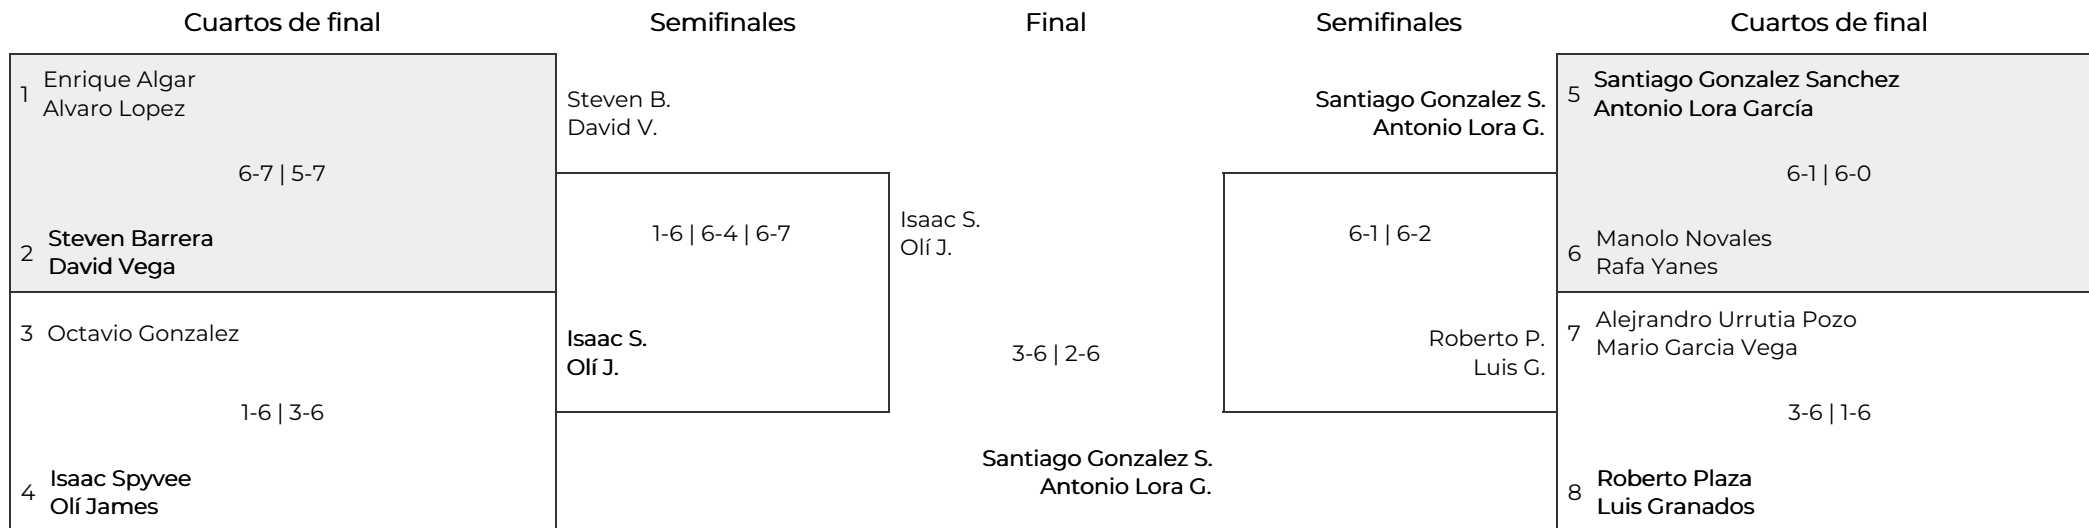 Cuartos de final
Semifinales
Final
Semifinales
Cuartos de final
1
Enrique Algar
Alvaro Lopez
6-7 | 5-7
2
Steven Barrera
David Vega
3
Octavio Gonzalez
1-6 | 3-6
4
Isaac Spyvee
Olí James
Steven B.
David V.
1-6 | 6-4 | 6-7
Isaac S.
Olí J.
Isaac S.
Olí J.
3-6 | 2-6
Santiago Gonzalez S.
Antonio Lora G.
Santiago Gonzalez S.
Antonio Lora G.
6-1 | 6-2
Roberto P.
Luis G.
5
Santiago Gonzalez Sanchez
Antonio Lora García
6-1 | 6-0
6
Manolo Novales
Rafa Yanes
7
Alejrandro Urrutia Pozo
Mario Garcia Vega
3-6 | 1-6
8
Roberto Plaza
Luis Granados